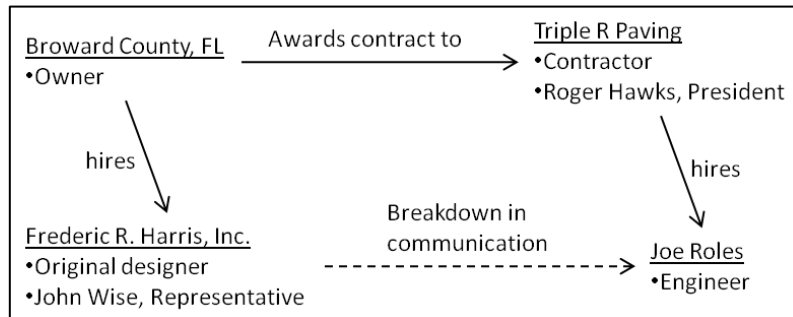 Broward County, FL
•Owner
Awards contract to
Triple R Paving
•Contractor
•Roger Hawks, President
hires
hires
Frederic R. Harris, Inc.
•Original designer
•John Wise, Representative
Breakdown in
communication
Joe Roles
•Engineer